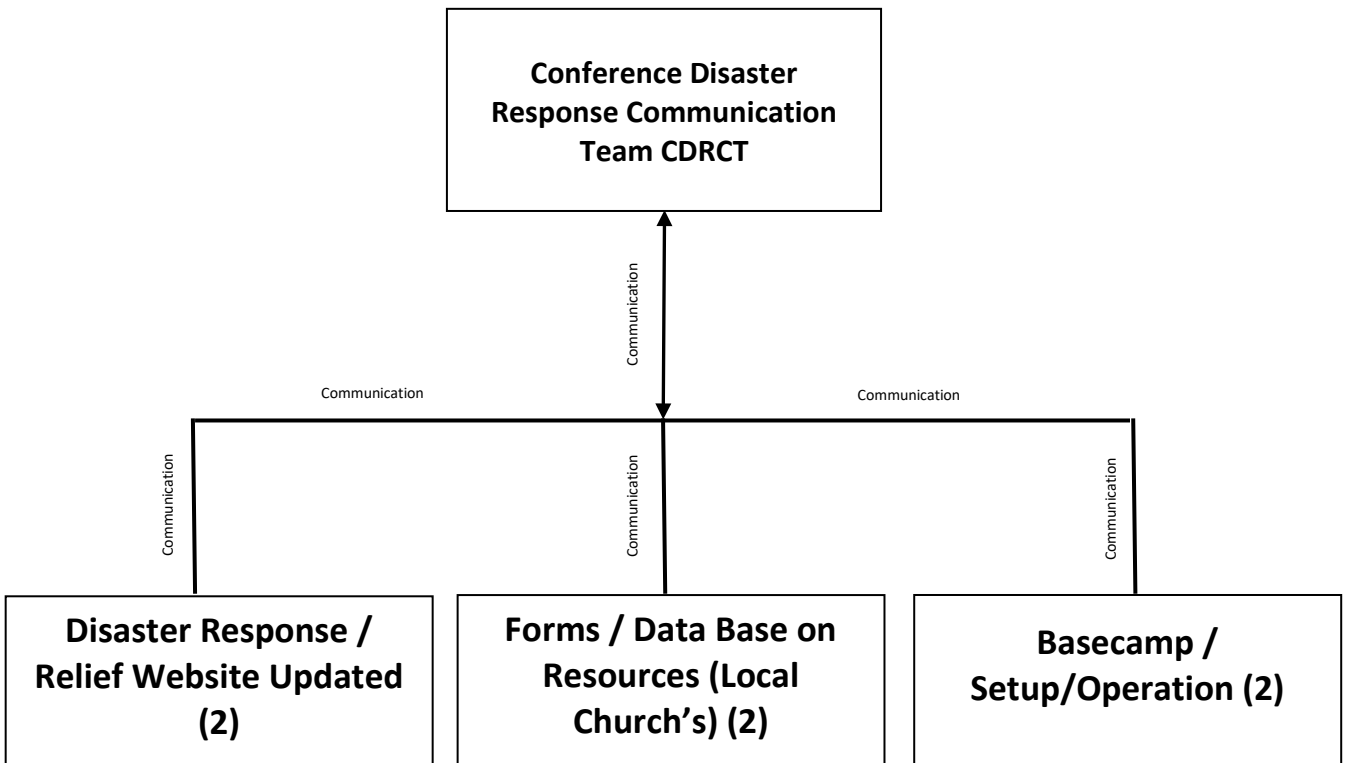 Conference Disaster
Response Communication
Team CDRCT
Communication
Communication
Communication
Communication
Communication
Communication
Disaster Response /
Relief Website Updated
(2)
Forms / Data Base on
Resources (Local
Church’s) (2)
Basecamp /
Setup/Operation (2)